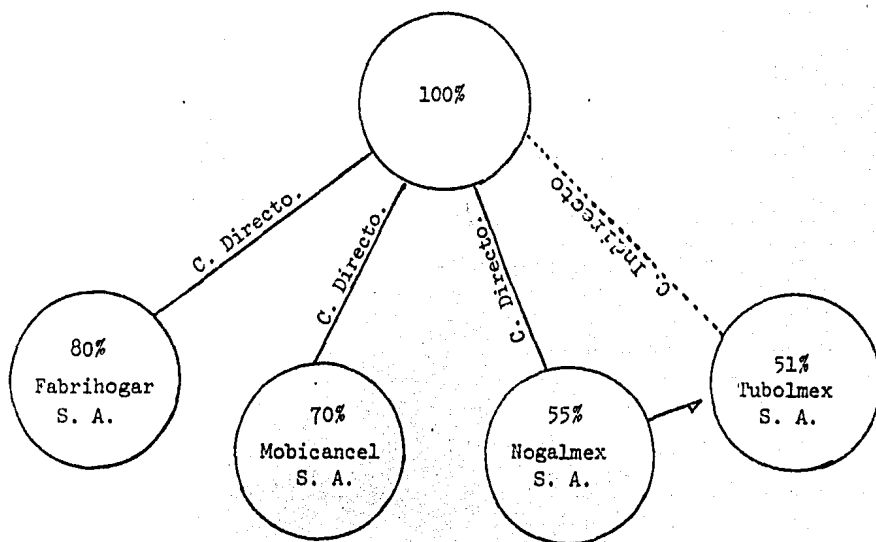 100%
C. Directo.
C. Directo.
C. Directo.
C. Indirecto
80%
Fabrihogar
S. A.
70%
Mobicancel
S. A.
55%
Nogalmex
S. A.
51%
Tubolmex
S. A.